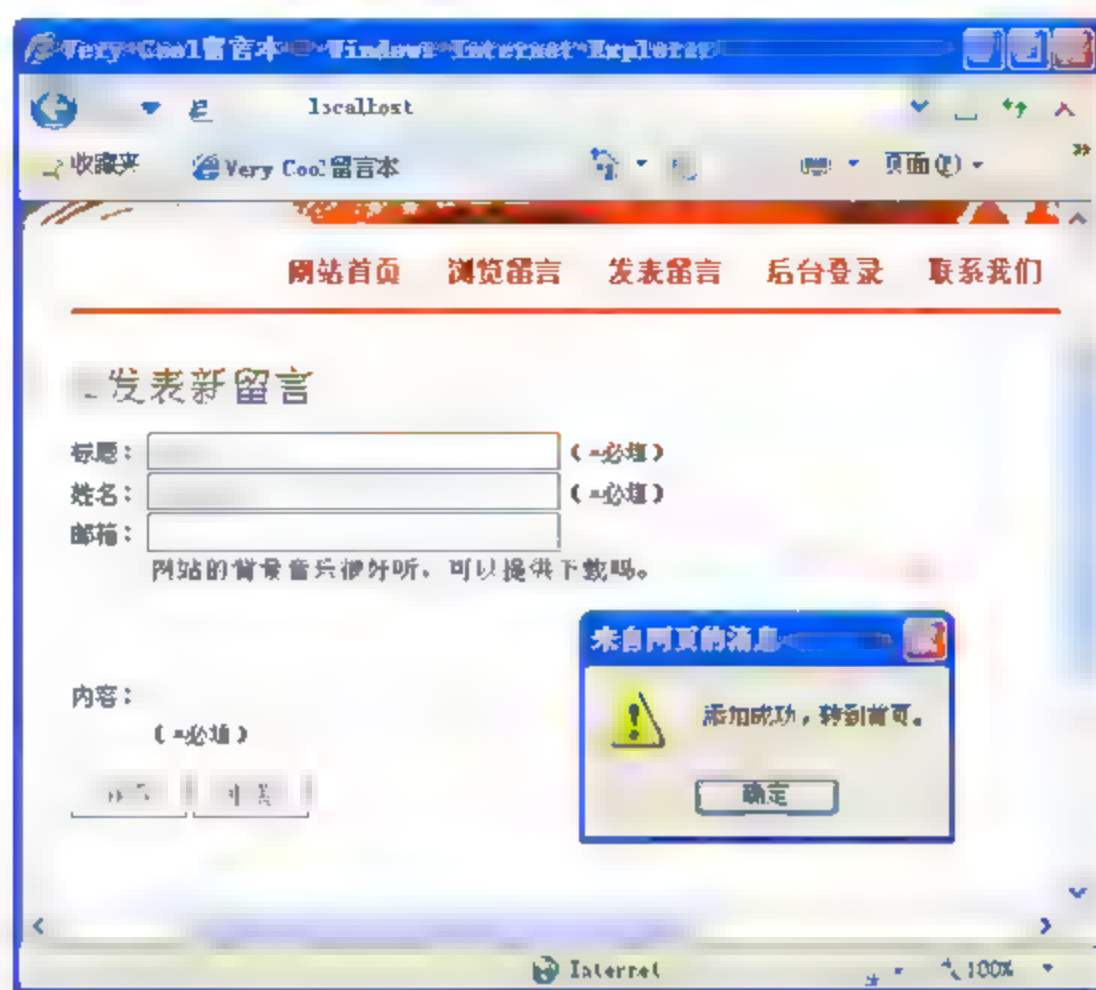 Very Cool留言本 - Windows Internet Explorer
localhost
收藏夹 Very Cool 留言本 页面(P)
网站首页 浏览留言 发表留言 后台登录 联系我们
发表新留言
标题： （*必填）
姓名： （*必填）
邮箱：
网站的背景音乐很好听，可以提供下载吗。
来自网页的消息
内容：
添加成功，转到首页。
（*必填）
确定
Internet 100%